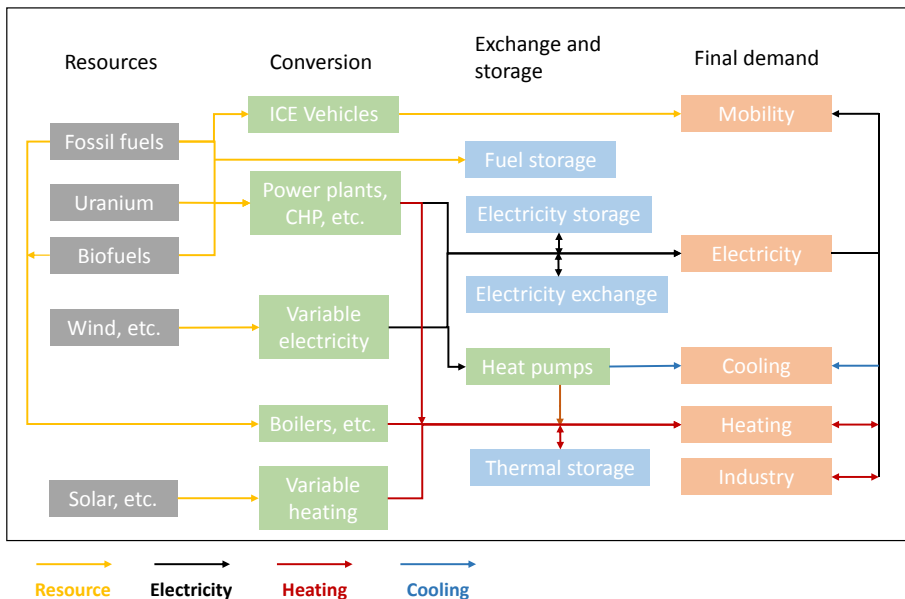 Resources
Conversion
Exchange and
storage
Final demand
Fossil fuels
Uranium
Biofuels
Wind, etc.
Solar, etc.
ICE Vehicles
Power plants,
CHP, etc.
Variable
electricity
Boilers, etc.
Variable
heating
Fuel storage
Electricity storage
Electricity exchange
Heat pumps
Thermal storage
Mobility
Electricity
Cooling
Heating
Industry
Resource
Electricity
Heating
Cooling